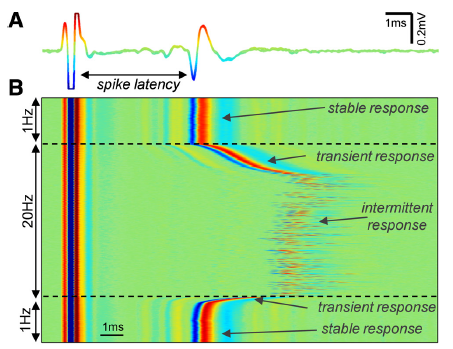 A
1ms
0.2mV
spike latency
B
1Hz
stable response
transient response
20Hz
intermittent
response
transient response
1Hz
1ms
stable response